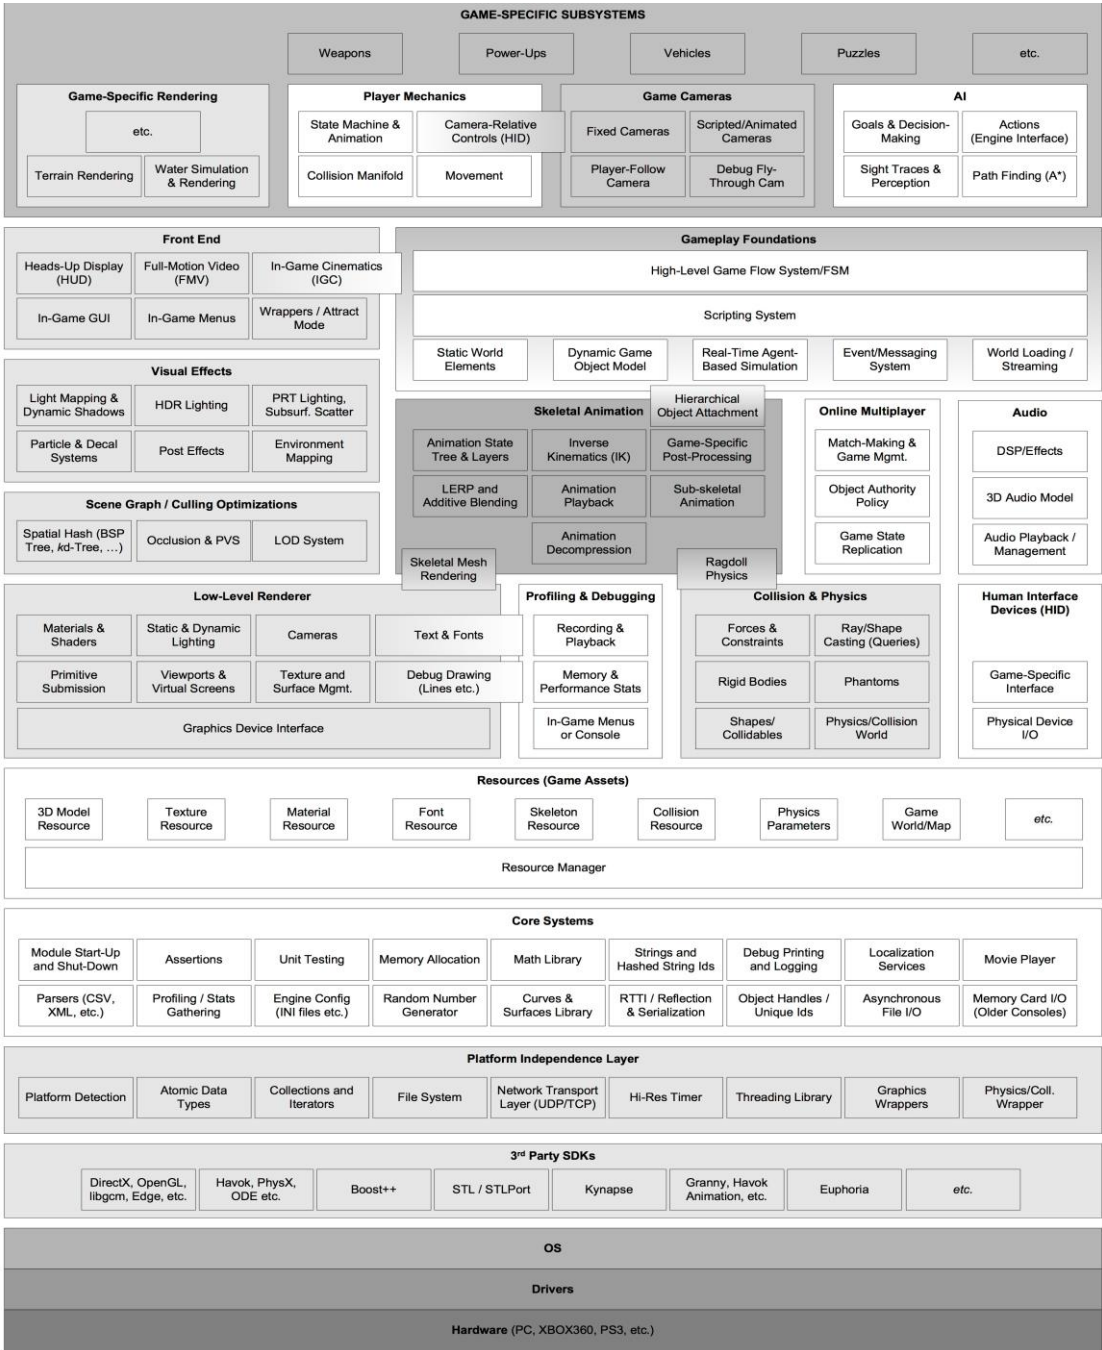 GAME-SPECIFIC SUBSYSTEMS
Weapons
Power-Ups
Vehicles
Puzzles
etc.
Game-Specific Rendering
etc.
Terrain Rendering
Water Simulation
& Rendering
Player Mechanics
State Machine &
Animation
Camera-Relative
Controls (HID)
Collision Manifold
Movement
Game Cameras
Fixed Cameras
Scripted/Animated
Cameras
Player-Follow
Camera
Debug Fly-
Through Cam
AI
Goals & Decision-
Making
Actions
(Engine Interface)
Sight Traces &
Perception
Path Finding (A*)
Front End
Heads-Up Display
(HUD)
Full-Motion Video
(FMV)
In-Game Cinematics
(IGC)
In-Game GUI
In-Game Menus
Wrappers / Attract
Mode
Gameplay Foundations
High-Level Game Flow System/FSM
Scripting System
Static World
Elements
Dynamic Game
Object Model
Real-Time Agent-
Based Simulation
Event/Messaging
System
World Loading /
Streaming
Visual Effects
Light Mapping &
Dynamic Shadows
HDR Lighting
PRT Lighting,
Subsurf. Scatter
Particle & Decal
Systems
Post Effects
Environment
Mapping
Skeletal Animation
Hierarchical
Object Attachment
Animation State
Tree & Layers
Inverse
Kinematics (IK)
Game-Specific
Post-Processing
LERP and
Additive Blending
Animation
Playback
Sub-skeletal
Animation
Animation
Decompression
Skeletal Mesh
Rendering
Ragdoll
Physics
Online Multiplayer
Match-Making &
Game Mgmt.
Object Authority
Policy
Game State
Replication
Audio
DSP/Effects
3D Audio Model
Audio Playback /
Management
Scene Graph / Culling Optimizations
Spatial Hash (BSP
Tree, kd-Tree, …)
Occlusion & PVS
LOD System
Low-Level Renderer
Materials &
Shaders
Static & Dynamic
Lighting
Cameras
Text & Fonts
Primitive
Submission
Viewports &
Virtual Screens
Texture and
Surface Mgmt.
Debug Drawing
(Lines etc.)
Graphics Device Interface
Profiling & Debugging
Recording &
Playback
Memory &
Performance Stats
In-Game Menus
or Console
Collision & Physics
Forces &
Constraints
Ray/Shape
Casting (Queries)
Rigid Bodies
Phantoms
Shapes/
Collidables
Physics/Collision
World
Human Interface
Devices (HID)
Game-Specific
Interface
Physical Device
I/O
Resources (Game Assets)
3D Model
Resource
Texture
Resource
Material
Resource
Font
Resource
Skeleton
Resource
Collision
Resource
Physics
Parameters
Game
World/Map
etc.
Resource Manager
Core Systems
Module Start-Up
and Shut-Down
Assertions
Unit Testing
Memory Allocation
Math Library
Strings and
Hashed String Ids
Debug Printing
and Logging
Localization
Services
Movie Player
Parsers (CSV,
XML, etc.)
Profiling / Stats
Gathering
Engine Config
(INI files etc.)
Random Number
Generator
Curves &
Surfaces Library
RTTI / Reflection
& Serialization
Object Handles /
Unique Ids
Asynchronous
File I/O
Memory Card I/O
(Older Consoles)
Platform Independence Layer
Platform Detection
Atomic Data
Types
Collections and
Iterators
File System
Network Transport
Layer (UDP/TCP)
Hi-Res Timer
Threading Library
Graphics
Wrappers
Physics/Coll.
Wrapper
3rd Party SDKs
DirectX, OpenGL,
libgcm, Edge, etc.
Havok, PhysX,
ODE etc.
Boost++
STL / STLPort
Kynapse
Granny, Havok
Animation, etc.
Euphoria
etc.
OS
Drivers
Hardware (PC, XBOX360, PS3, etc.)